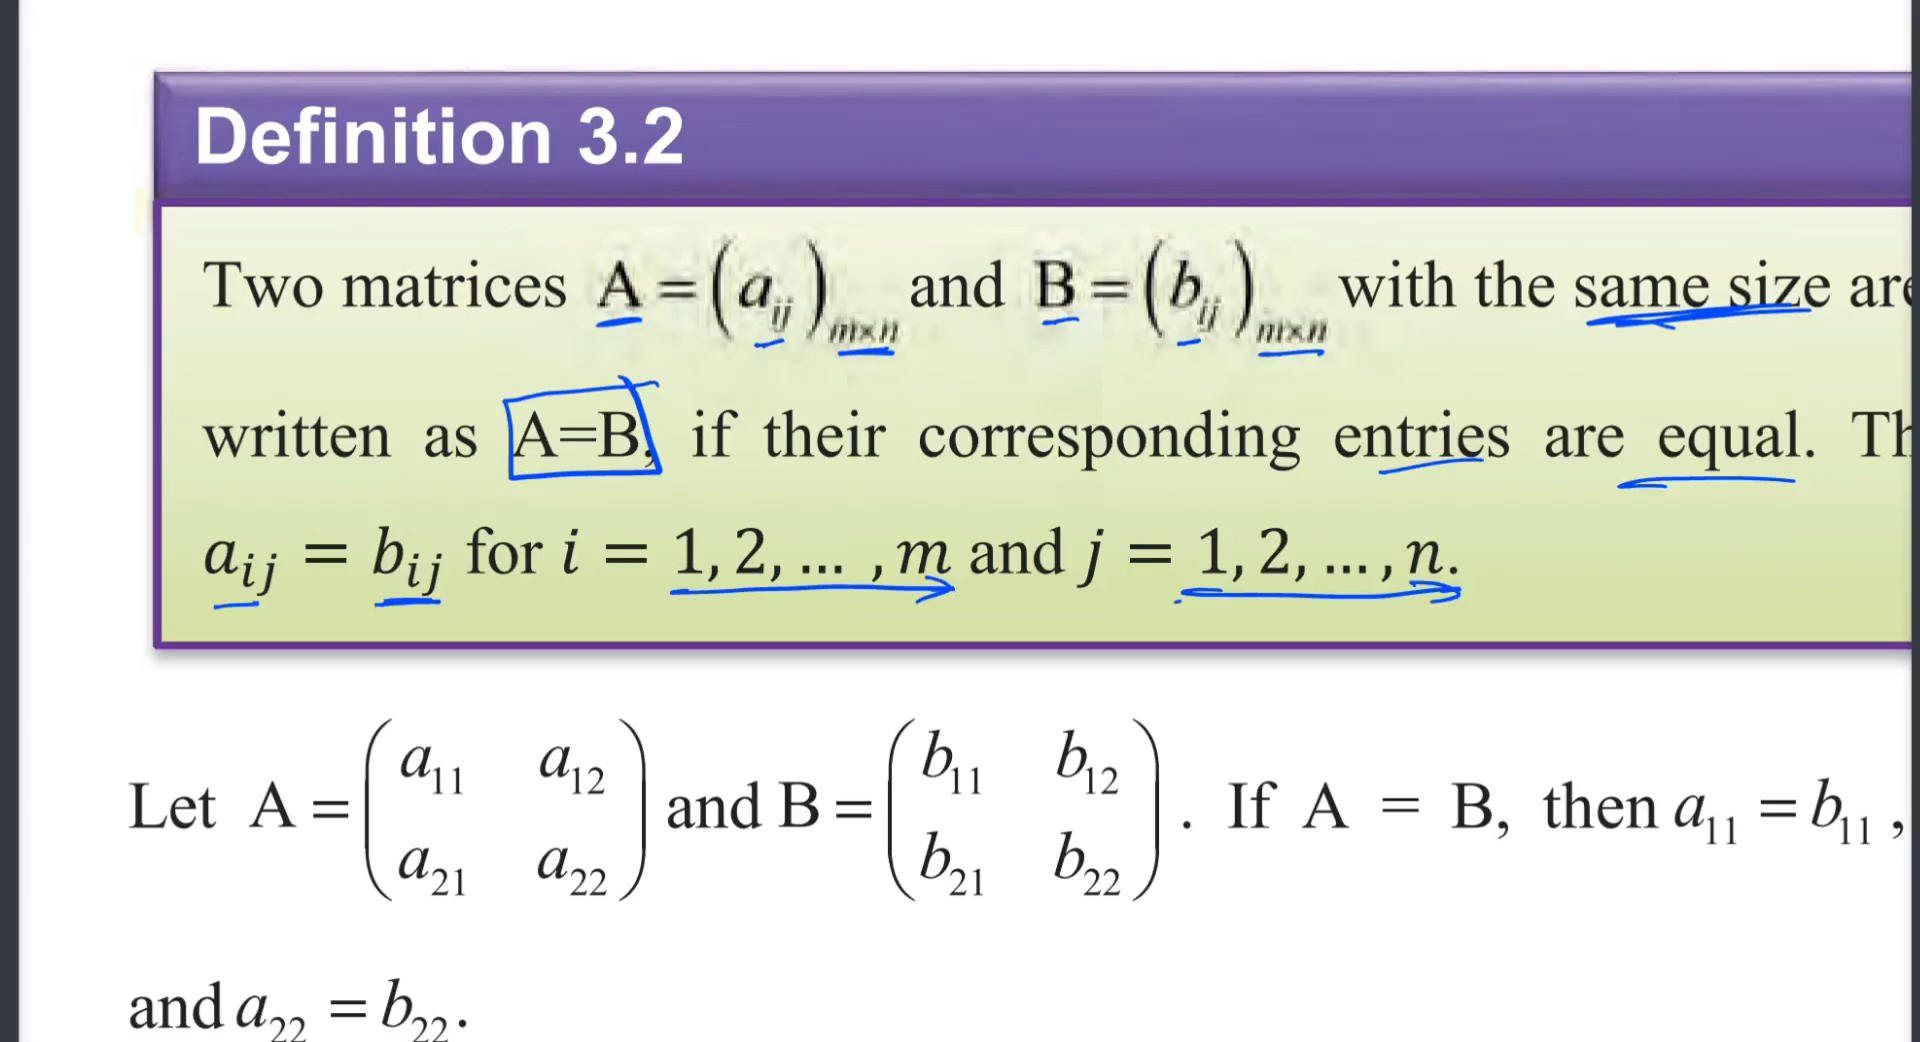 Definition 3.2
Two matrices A = (a_ij)_m×n and B = (b_ij)_m×n with the same size are
written as A=B, if their corresponding entries are equal. Th
a_ij = b_ij for i = 1, 2, … , m and j = 1, 2, … , n.
Let A = (a_11 a_12 a_21 a_22) and B = (b_11 b_12 b_21 b_22). If A = B, then a_11 = b_11,
and a_22 = b_22.